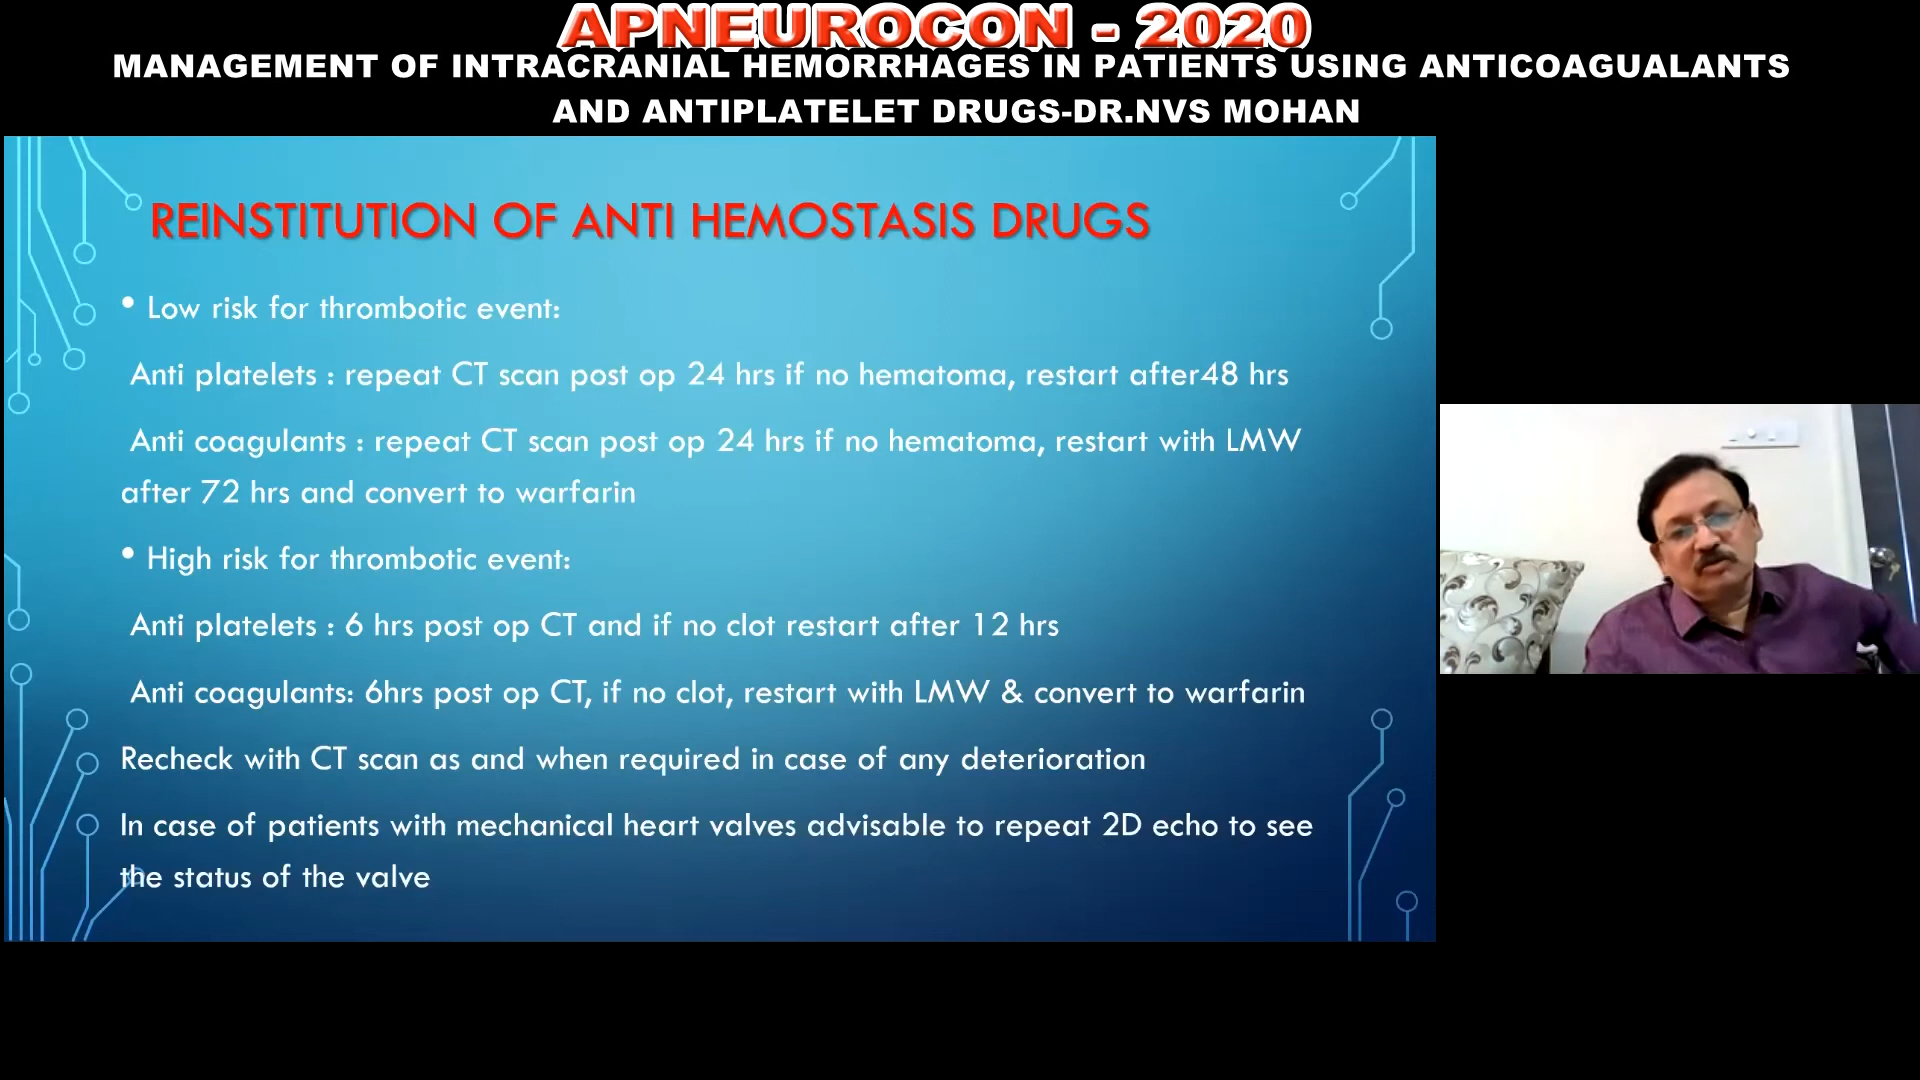 APNEUROCON - 2020
MANAGEMENT OF INTRACRANIAL HEMORRHAGES IN PATIENTS USING ANTICOAGUALANTS
AND ANTIPLATELET DRUGS-DR.NVS MOHAN
REINSTITUTION OF ANTI HEMOSTASIS DRUGS
• Low risk for thrombotic event:
Anti platelets : repeat CT scan post op 24 hrs if no hematoma, restart after48 hrs
Anti coagulants : repeat CT scan post op 24 hrs if no hematoma, restart with LMW
after 72 hrs and convert to warfarin
• High risk for thrombotic event:
Anti platelets : 6 hrs post op CT and if no clot restart after 12 hrs
Anti coagulants: 6hrs post op CT, if no clot, restart with LMW & convert to warfarin
Recheck with CT scan as and when required in case of any deterioration
In case of patients with mechanical heart valves advisable to repeat 2D echo to see
the status of the valve